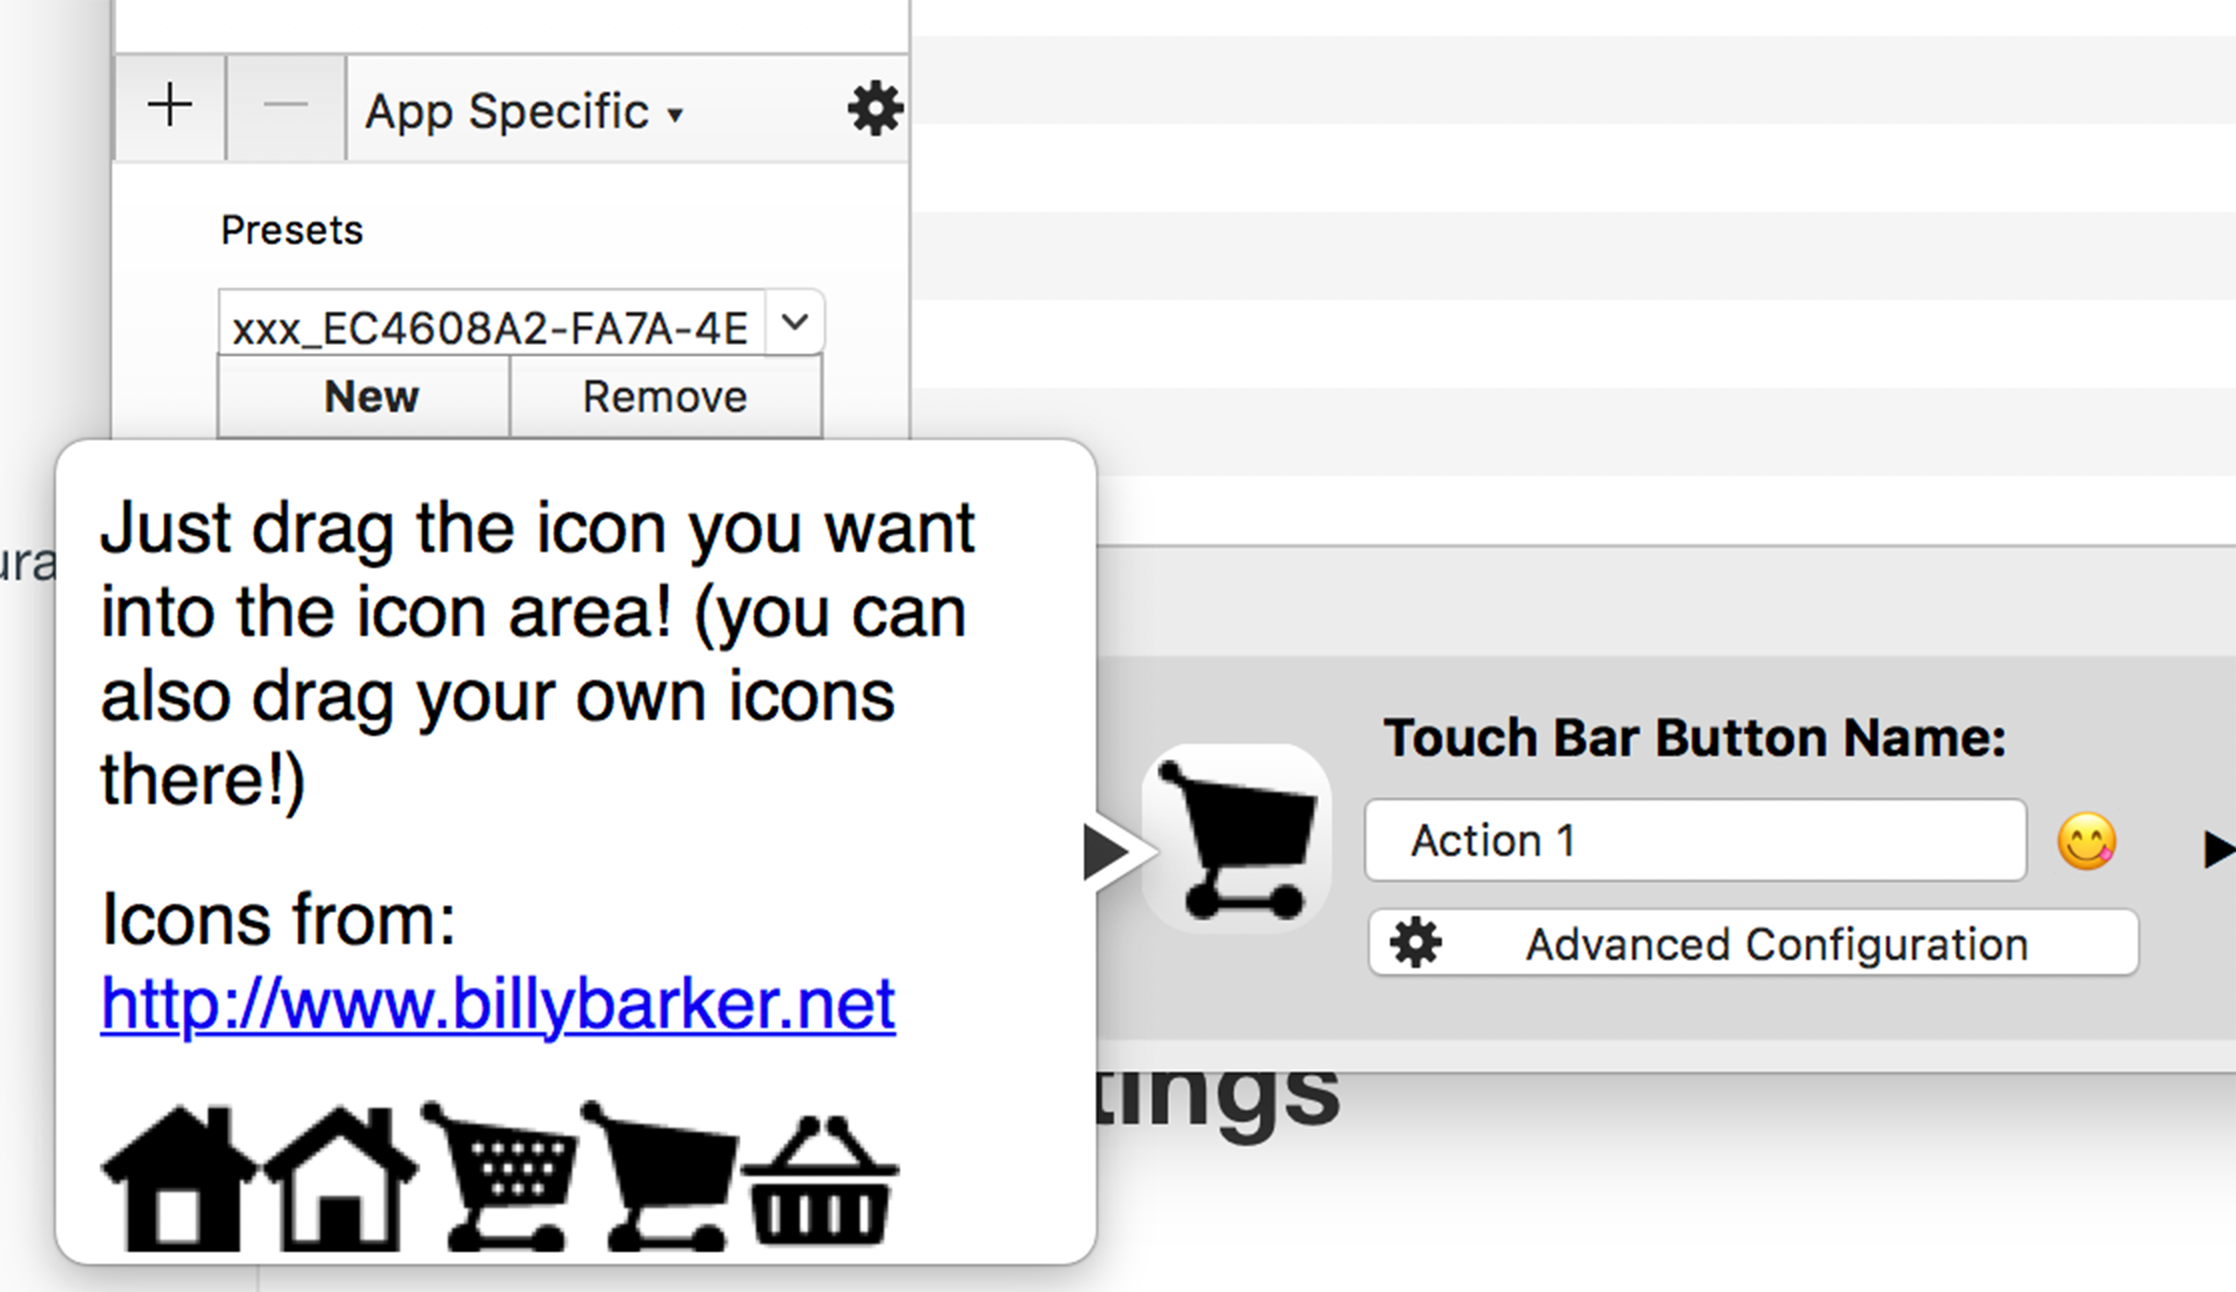 App Specific
Presets
xxx_EC4608A2-FA7A-4E
New Remove
Just drag the icon you want
into the icon area! (you can
also drag your own icons
there!)
Icons from:
http://www.billybarker.net
Touch Bar Button Name:
Action 1
Advanced Configuration